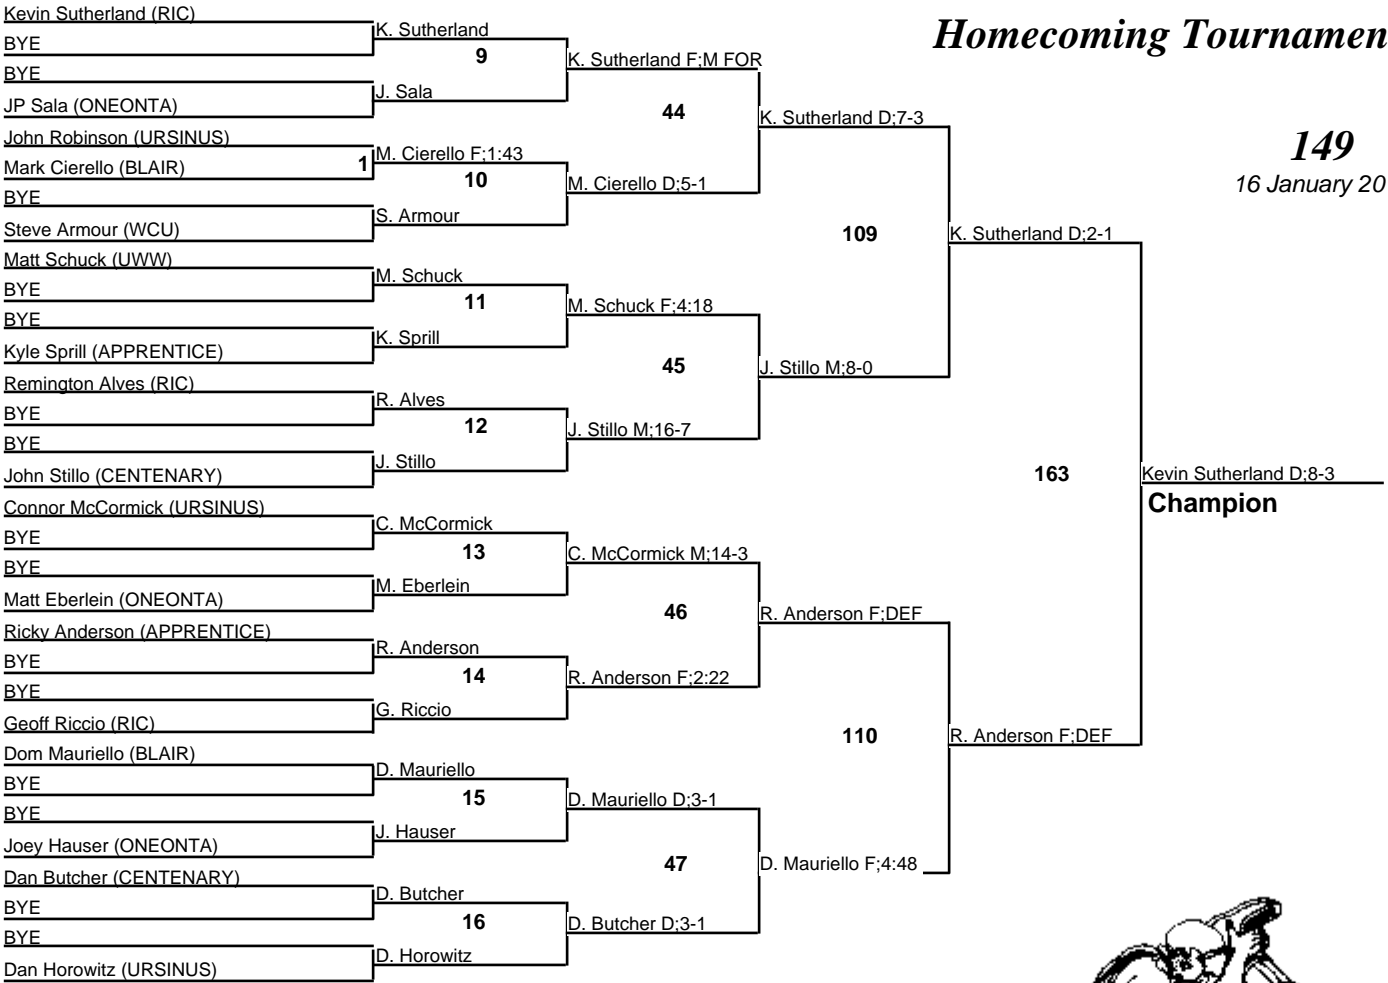 Homecoming Tournamen
149
16 January 20
Kevin Sutherland (RIC)
BYE
BYE
JP Sala (ONEONTA)
John Robinson (URSINUS)
Mark Cierello (BLAIR)
BYE
Steve Armour (WCU)
Matt Schuck (UWW)
BYE
BYE
Kyle Sprill (APPRENTICE)
Remington Alves (RIC)
BYE
BYE
John Stillo (CENTENARY)
Connor McCormick (URSINUS)
BYE
BYE
Matt Eberlein (ONEONTA)
Ricky Anderson (APPRENTICE)
BYE
BYE
Geoff Riccio (RIC)
Dom Mauriello (BLAIR)
BYE
BYE
Joey Hauser (ONEONTA)
Dan Butcher (CENTENARY)
BYE
BYE
Dan Horowitz (URSINUS)
1
K. Sutherland
9
J. Sala
M. Cierello F;1:43
10
S. Armour
M. Schuck
11
K. Sprill
R. Alves
12
J. Stillo
C. McCormick
13
M. Eberlein
R. Anderson
14
G. Riccio
D. Mauriello
15
J. Hauser
D. Butcher
16
D. Horowitz
K. Sutherland F;M FOR
44
M. Cierello D;5-1
M. Schuck F;4:18
45
J. Stillo M;16-7
C. McCormick M;14-3
46
R. Anderson F;2:22
D. Mauriello D;3-1
47
D. Butcher D;3-1
K. Sutherland D;7-3
109
J. Stillo M;8-0
R. Anderson F;DEF
110
D. Mauriello F;4:48
K. Sutherland D;2-1
163
R. Anderson F;DEF
Kevin Sutherland D;8-3
Champion